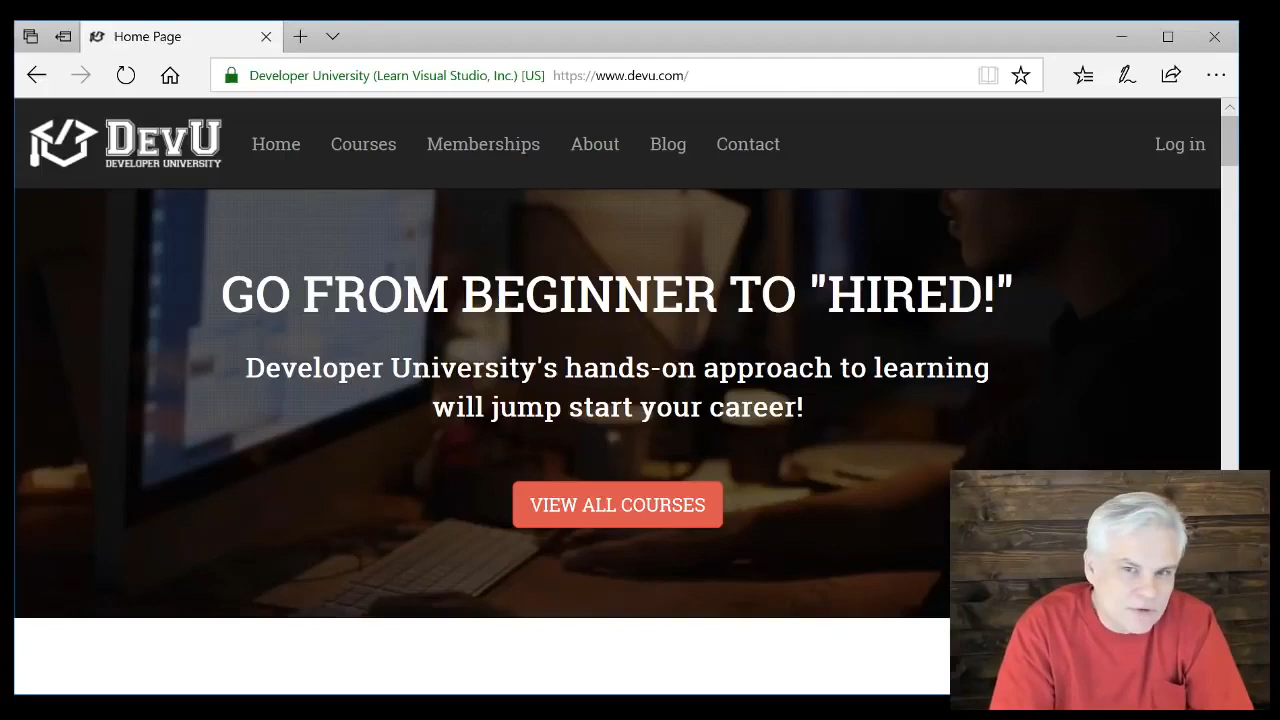 Home Page
Developer University (Learn Visual Studio, Inc.) [US] https://www.devu.com/
DEVU
DEVELOPER UNIVERSITY
Home Courses Memberships About Blog Contact Log in
GO FROM BEGINNER TO "HIRED!"
Developer University's hands-on approach to learning
will jump start your career!
VIEW ALL COURSES